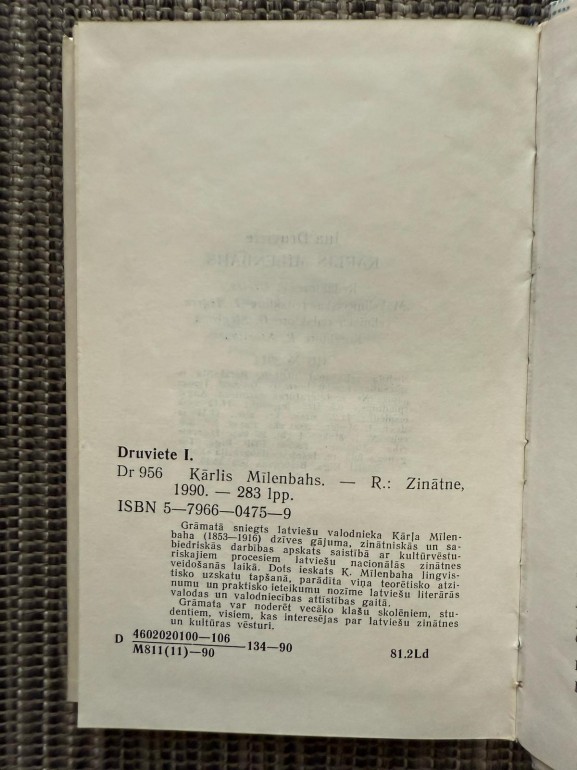 Druviete I.
Dr 956 Kārlis Mīlenbahs. — R.: Zinātne,
1990. — 283 lpp.
ISBN 5—7966—0475—9
Grāmatā sniegts latviešu valodnieka Kārļa Mīlen-
baha (1853—1916) dzīves gājuma, zinātniskās un sa-
biedriskās darbības apskats saistībā ar kultūrvēstu-
riskajiem procesiem latviešu nacionālās zinātnes
veidošanās laikā. Dots ieskats K. Mīlenbaha lingvis-
tisko uzskatu tapšanā, parādīta viņa teorētisko atzi-
numu un praktisko ieteikumu nozīme latviešu literārās
valodas un valodniecības attīstības gaitā.
Grāmata var noderēt vecāko klašu skolēniem, stu-
dentiem, visiem, kas interesējas par latviešu zinātnes
un kultūras vēsturi.
D 4602020100—106 —134—90
M811(11)—90
81.2Ld